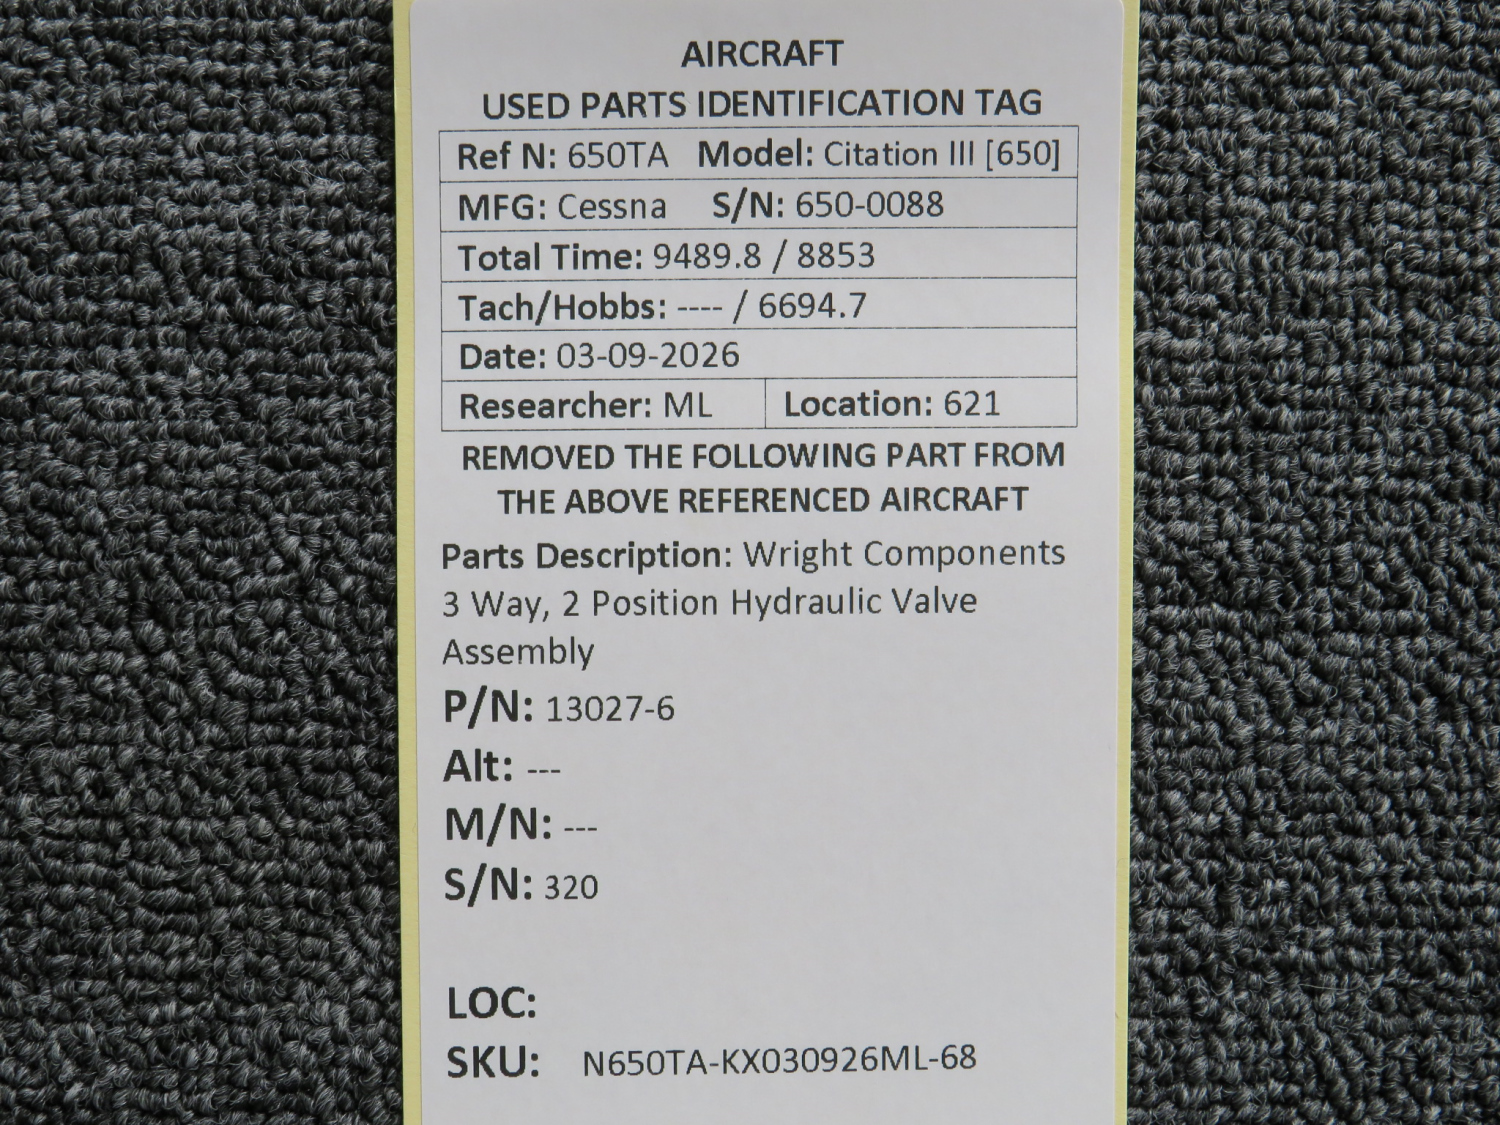 AIRCRAFT
USED PARTS IDENTIFICATION TAG
Ref N: 650TA Model: Citation III [650]
MFG: Cessna S/N: 650-0088
Total Time: 9489.8 / 8853
Tach/Hobbs: ---- / 6694.7
Date: 03-09-2026
Researcher: ML Location: 621
REMOVED THE FOLLOWING PART FROM
THE ABOVE REFERENCED AIRCRAFT
Parts Description: Wright Components
3 Way, 2 Position Hydraulic Valve
Assembly
P/N: 13027-6
Alt: ---
M/N: ---
S/N: 320
LOC:
SKU: N650TA-KX030926ML-68